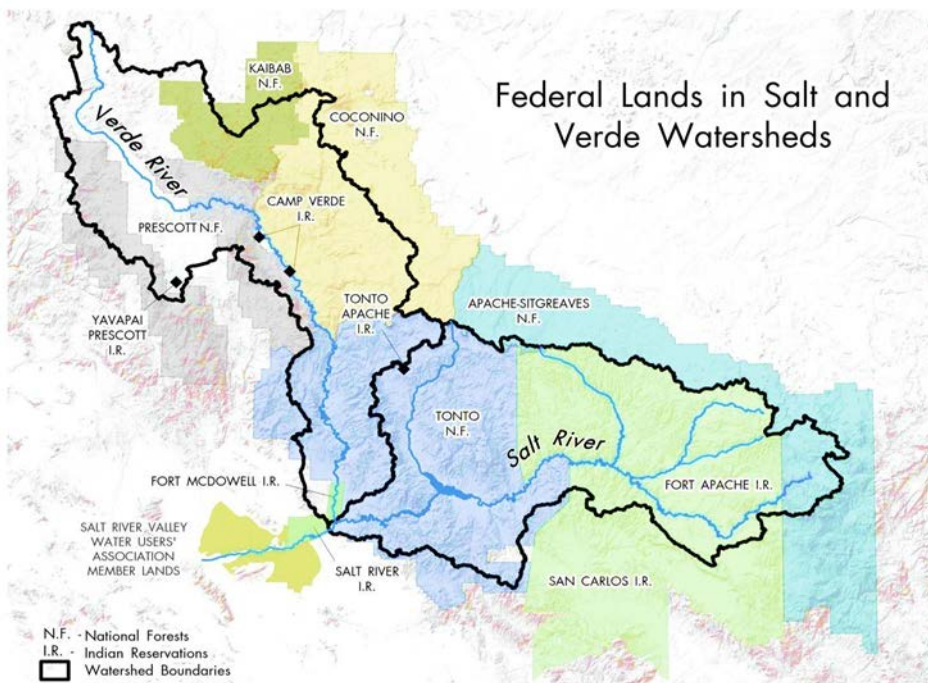 Federal Lands in Salt and
Verde Watersheds
KAIBAB
N.F.
COCONINO
N.F.
Verde River
CAMP VERDE
I.R.
PRESCOTT N.F.
YAVAPAI
PRESCOTT
I.R.
TONTO
APACHE
I.R.
APACHE-SITGREAVES
N.F.
TONTO
N.F.
Salt River
FORT APACHE I.R.
FORT MCDOWELL I.R.
SALT RIVER VALLEY
WATER USERS'
ASSOCIATION
MEMBER LANDS
SALT RIVER
I.R.
SAN CARLOS I.R.
N.F. - National Forests
I.R. - Indian Reservations
Watershed Boundaries